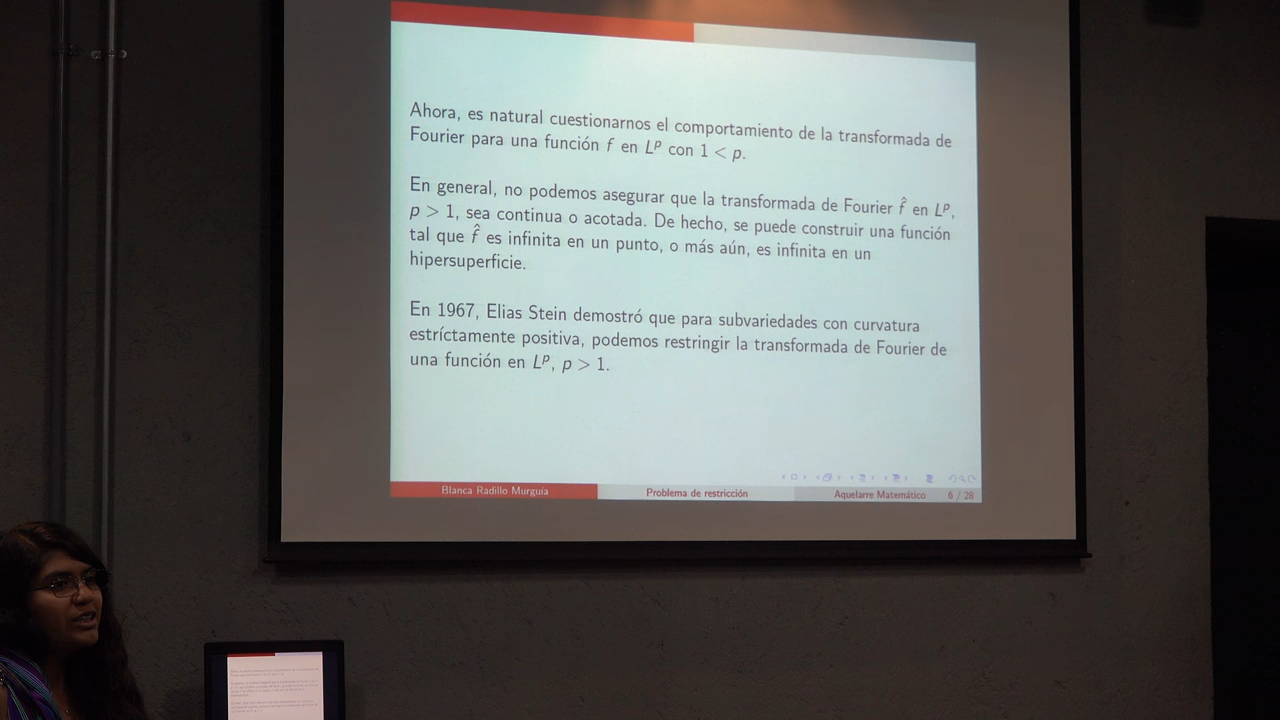 Ahora, es natural cuestionarnos el comportamiento de la transformada de
Fourier para una función f en Lᵖ con 1 < p.
En general, no podemos asegurar que la transformada de Fourier f̂ en Lᵖ,
p > 1, sea continua o acotada. De hecho, se puede construir una función
tal que f̂ es infinita en un punto, o más aún, es infinita en un
hipersuperficie.
En 1967, Elias Stein demostró que para subvariedades con curvatura
estríctamente positiva, podemos restringir la transformada de Fourier de
una función en Lᵖ, p > 1.
Blanca Radillo Murguía Problema de restricción Aquelarre Matemático 6 / 28